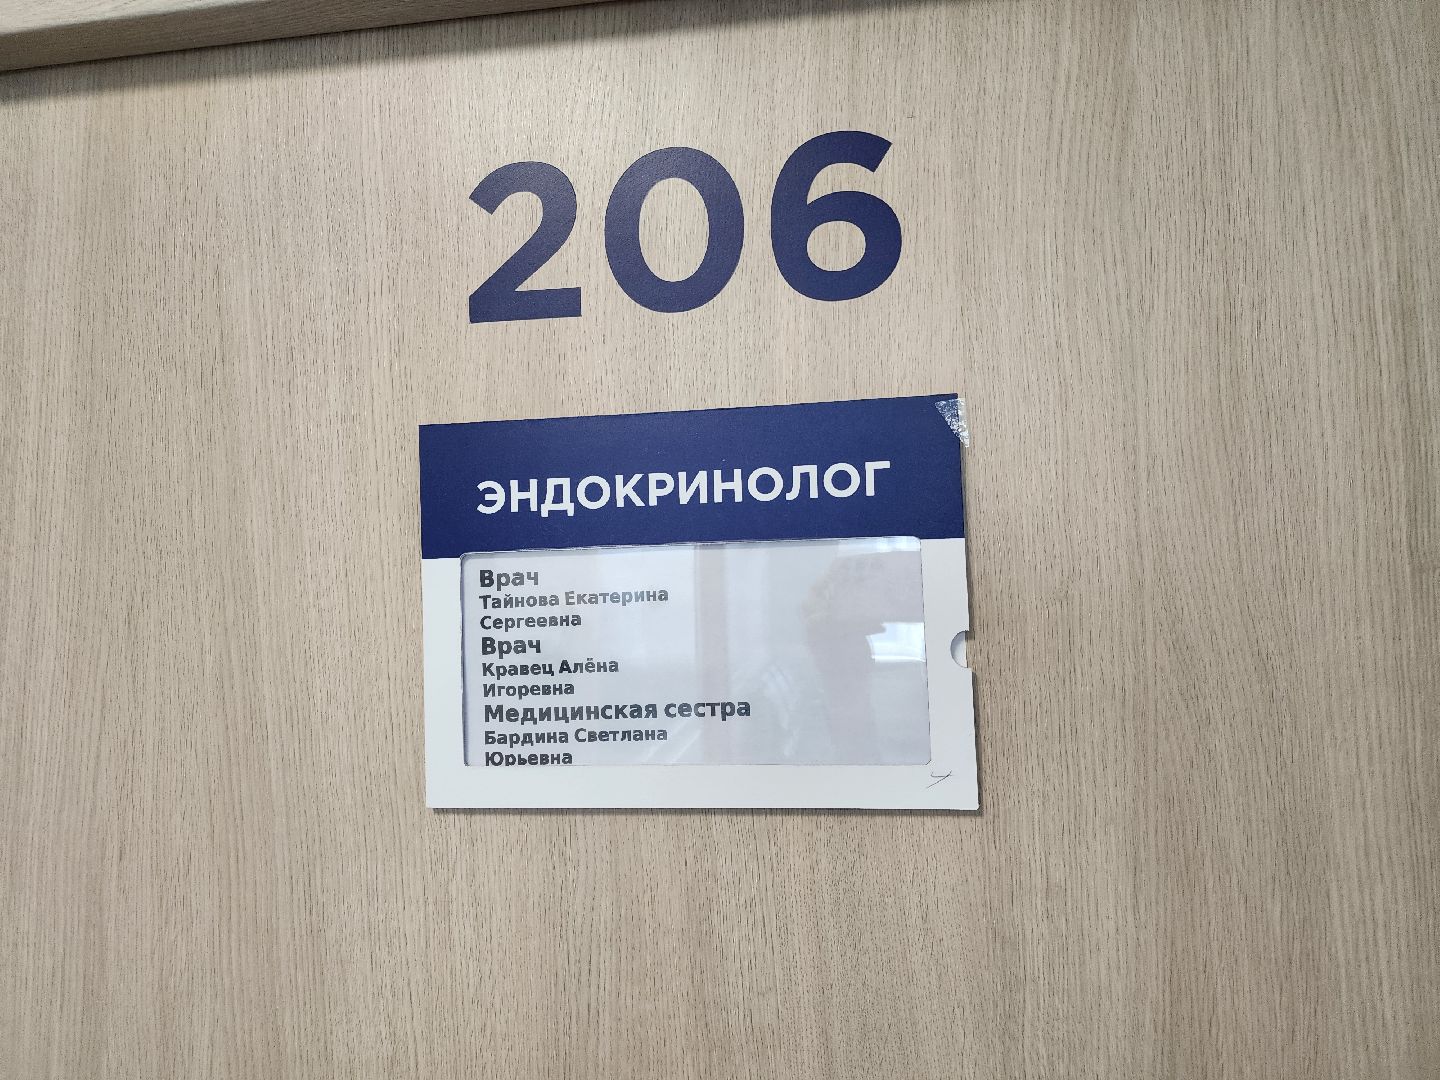 206
ЭНДОКРИНОЛОГ
Врач
Тайнова Екатерина
Сергеевна
Врач
Кравец Алёна
Игоревна
Медицинская сестра
Бардина Светлана
Юрьевна